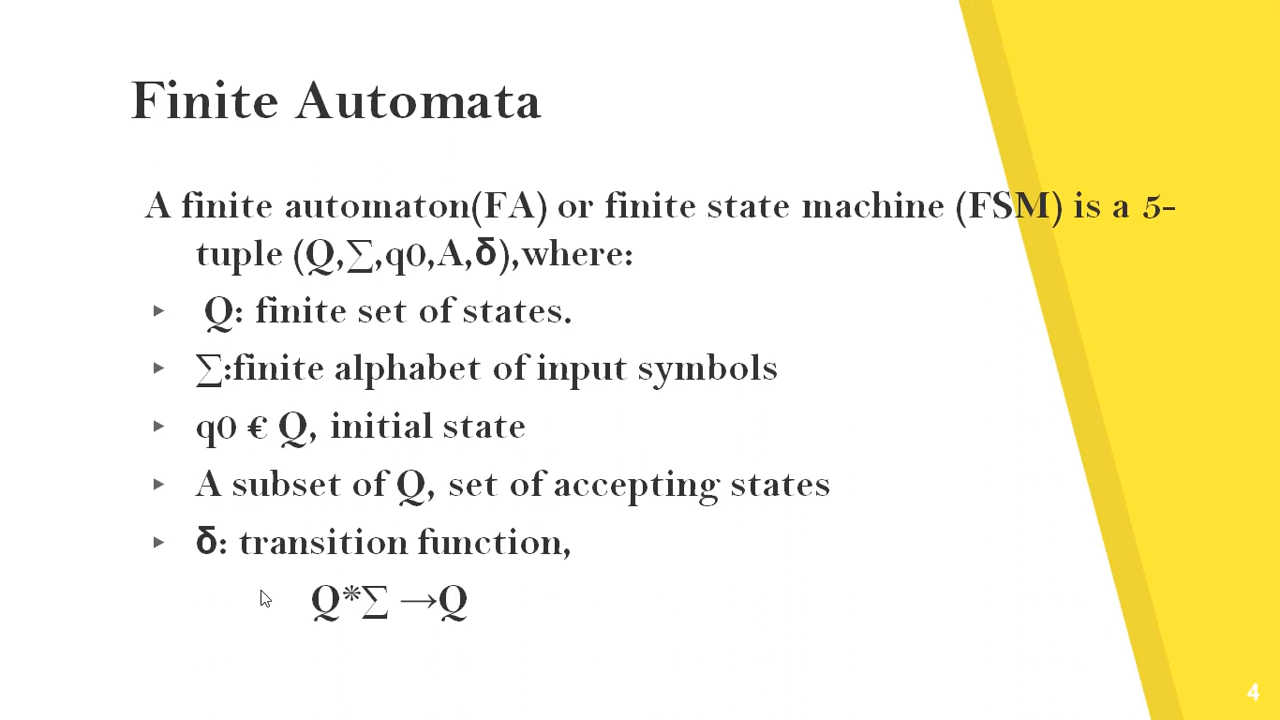 Finite Automata
A finite automaton(FA) or finite state machine (FSM) is a 5-
tuple (Q,∑,q0,A,δ),where:
▸ Q: finite set of states.
▸ ∑:finite alphabet of input symbols
▸ q0 € Q, initial state
▸ A subset of Q, set of accepting states
▸ δ: transition function,
Q*∑ →Q
4